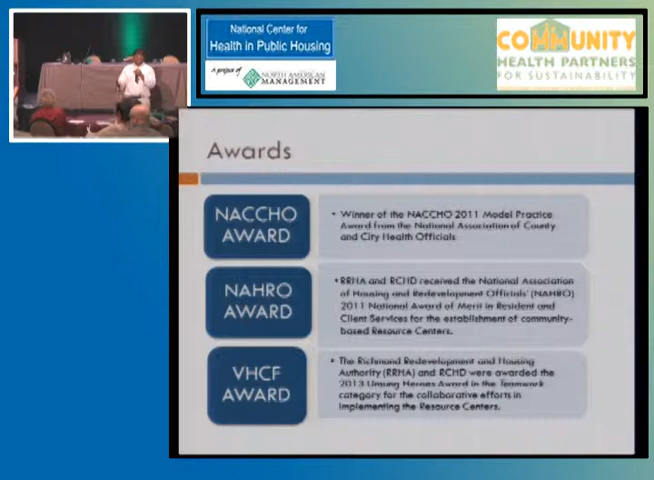 National Center for
Health in Public Housing
A project of
NORTH AMERICAN
MANAGEMENT
COMMUNITY
HEALTH PARTNERS
FOR SUSTAINABILITY
Awards
NACCHO
AWARD
• Winner of the NACCHO 2011 Model Practice
Award from the National Association of County
and City Health Officials
NAHRO
AWARD
• RRHA and RCHD received the National Association
of Housing and Redevelopment Officials' (NAHRO)
2011 National Award of Merit in Resident and
Client Services for the establishment of community-
based Resource Centers.
VHCF
AWARD
• The Richmond Redevelopment and Housing
Authority (RRHA) and RCHD were awarded the
2013 Unsung Heroes Award in the Teamwork
category for the collaborative efforts in
implementing the Resource Centers.